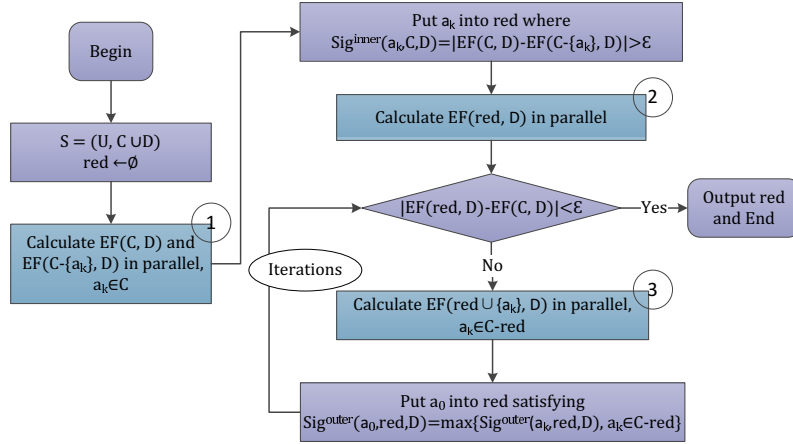 Begin
S = (U, C ∪D)
red ←Ø
1
Calculate EF(C, D) and
EF(C-{aₖ}, D) in parallel,
aₖ∈C
Put aₖ into red where
Sigⁱⁿⁿᵉʳ(aₖ,C,D)=|EF(C, D)-EF(C-{aₖ}, D)|>Ɛ
2
Calculate EF(red, D) in parallel
|EF(red, D)-EF(C, D)|<Ɛ
Yes
Output red
and End
No
Iterations
3
Calculate EF(red ∪ {aₖ}, D) in parallel,
aₖ∈C-red
Put a₀ into red satisfying
Sigᵒᵘᵗᵉʳ(a₀,red,D)=max{Sigᵒᵘᵗᵉʳ(aₖ,red,D), aₖ∈C-red}